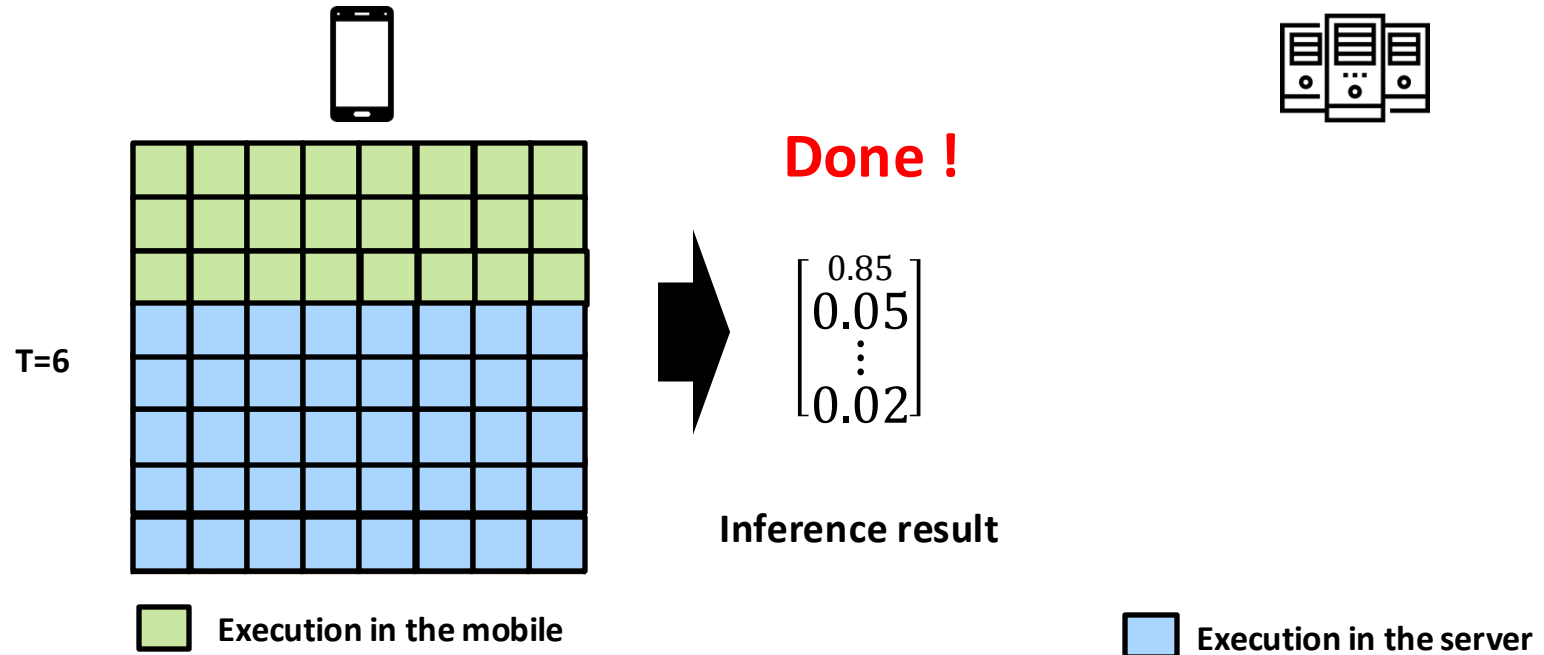 Done !
T=6
0.85
0.05
⋮
0.02
Inference result
Execution in the mobile
Execution in the server